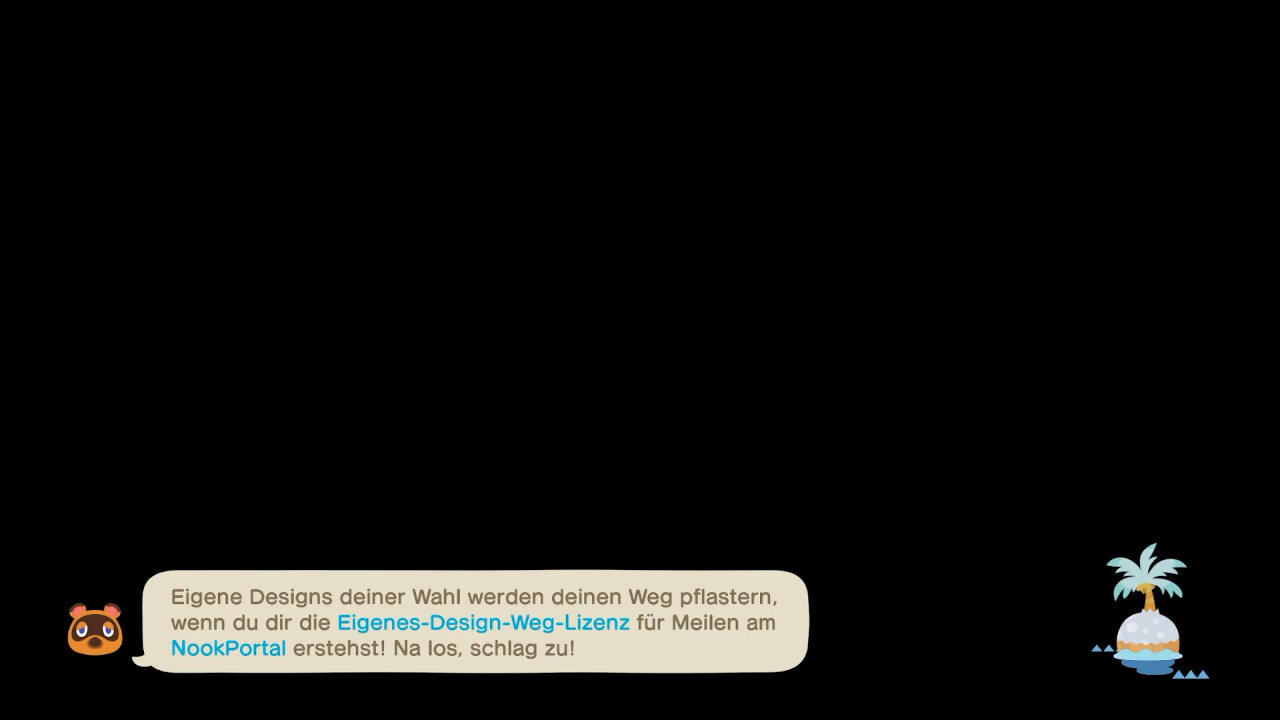 Eigene Designs deiner Wahl werden deinen Weg pflastern,
wenn du dir die Eigenes-Design-Weg-Lizenz für Meilen am
NookPortal erstehst! Na los, schlag zu!